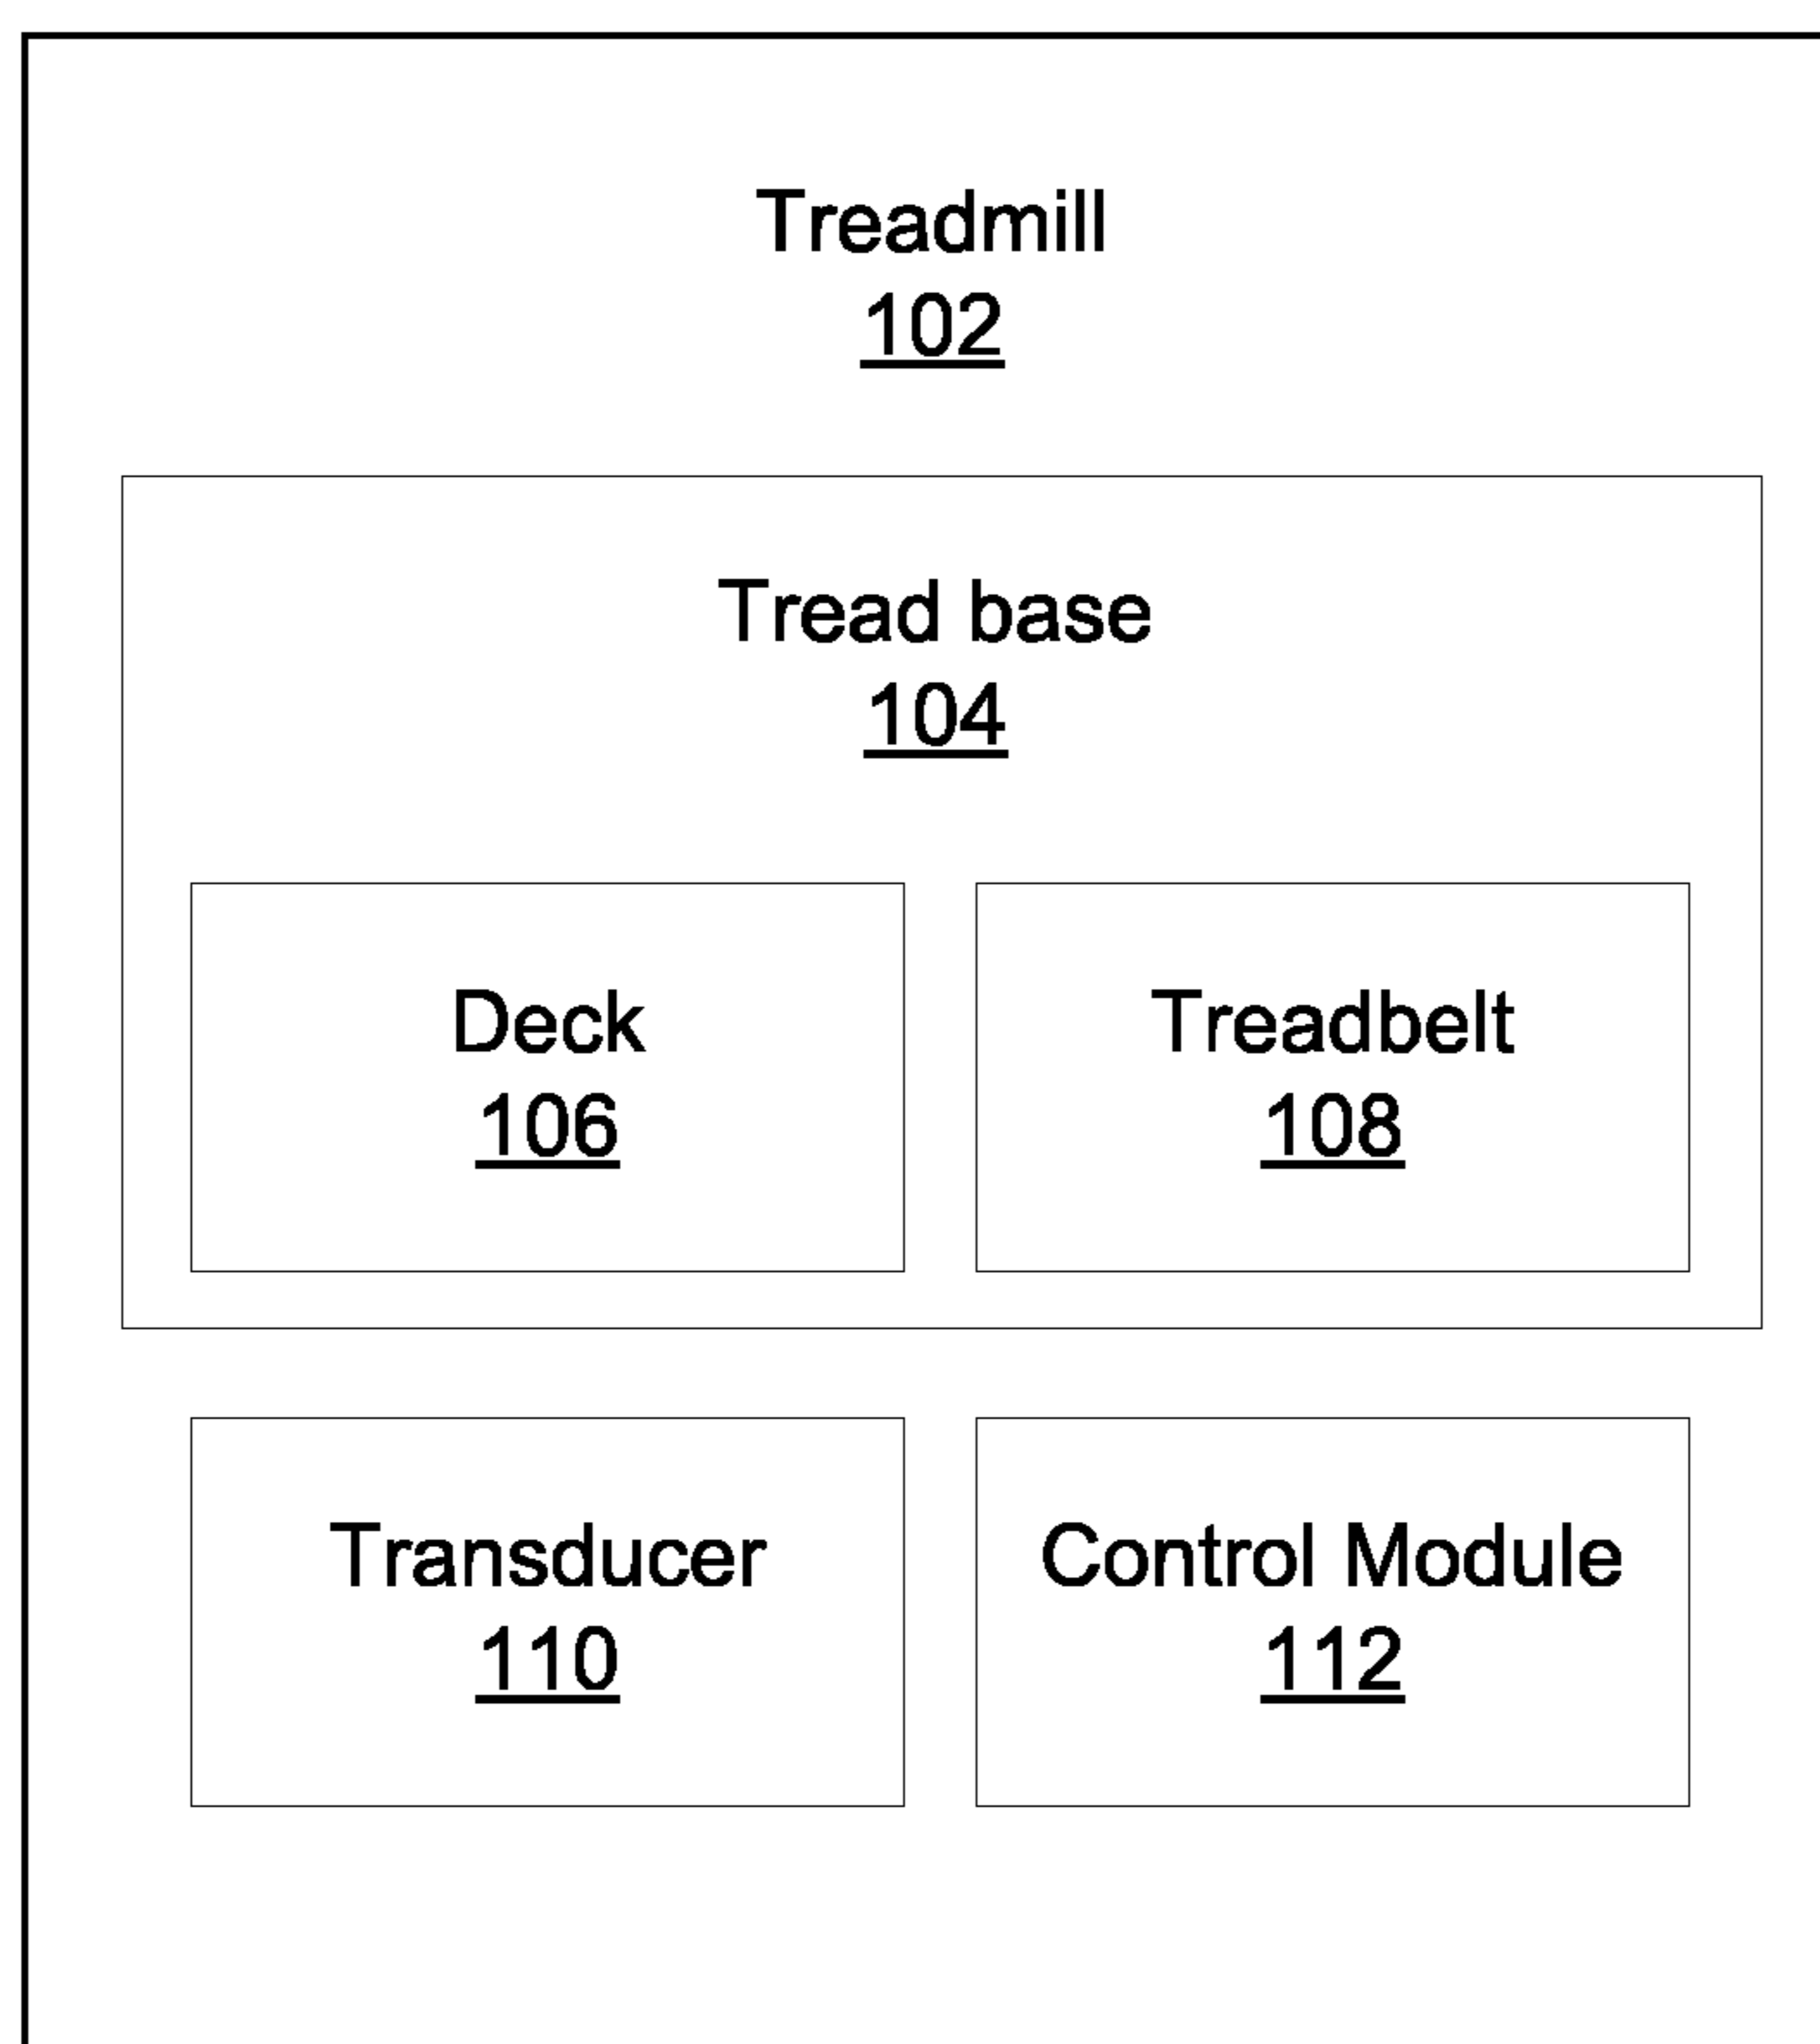 Treadmill
102
Tread base
104
Deck
106
Treadbelt
108
Transducer
110
Control Module
112